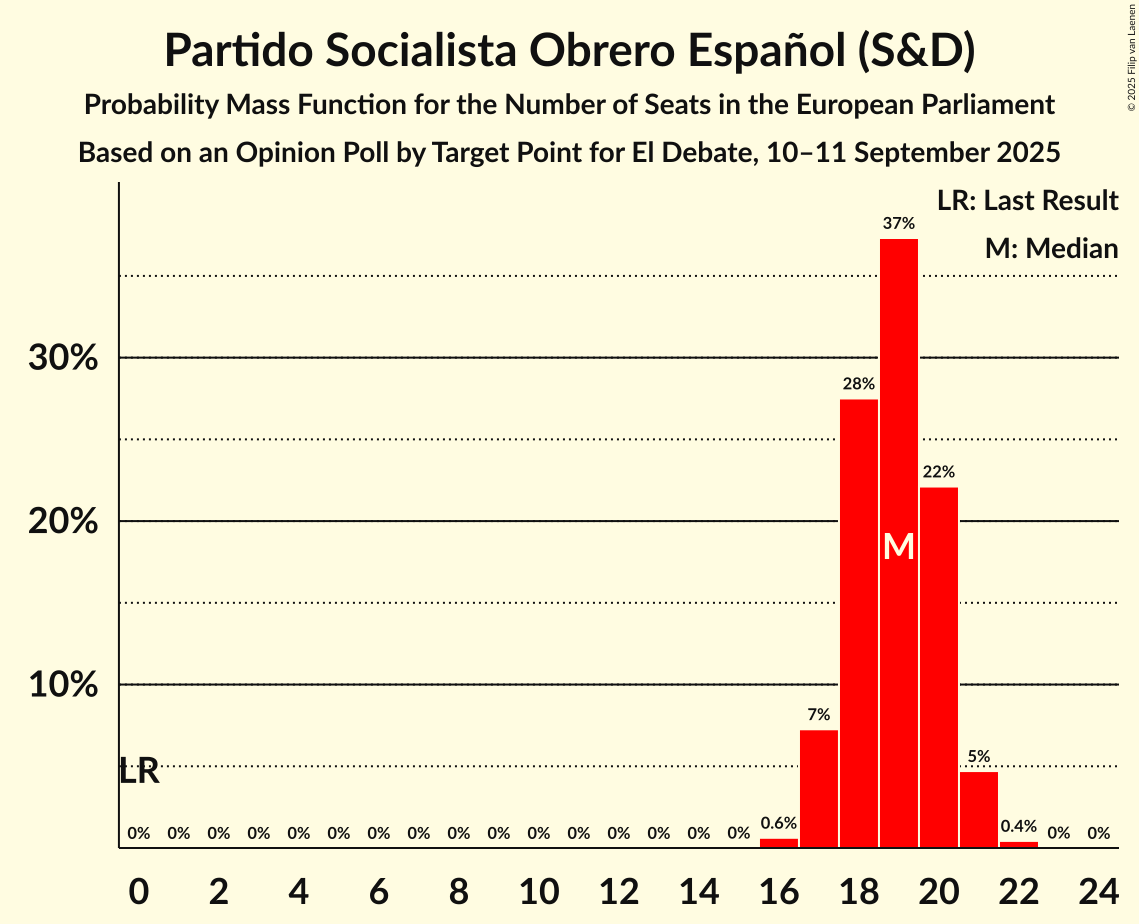 Partido Socialista Obrero Español (S&D)
Probability Mass Function for the Number of Seats in the European Parliament
Based on an Opinion Poll by Target Point for El Debate, 10–11 September 2025
© 2025 Filip van Laenen
LR: Last Result
M: Median
37%
30%
28%
22%
20%
M
10%
7%
5%
LR
0% 0% 0% 0% 0% 0% 0% 0% 0% 0% 0% 0% 0% 0% 0% 0% 0.6% 0.4% 0% 0%
0 2 4 6 8 10 12 14 16 18 20 22 24